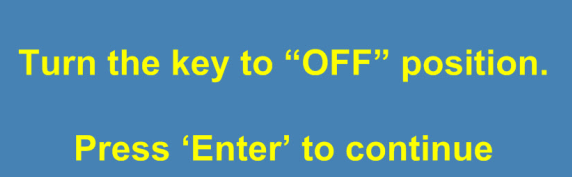 Turn the key to “OFF” position.
Press ‘Enter’ to continue